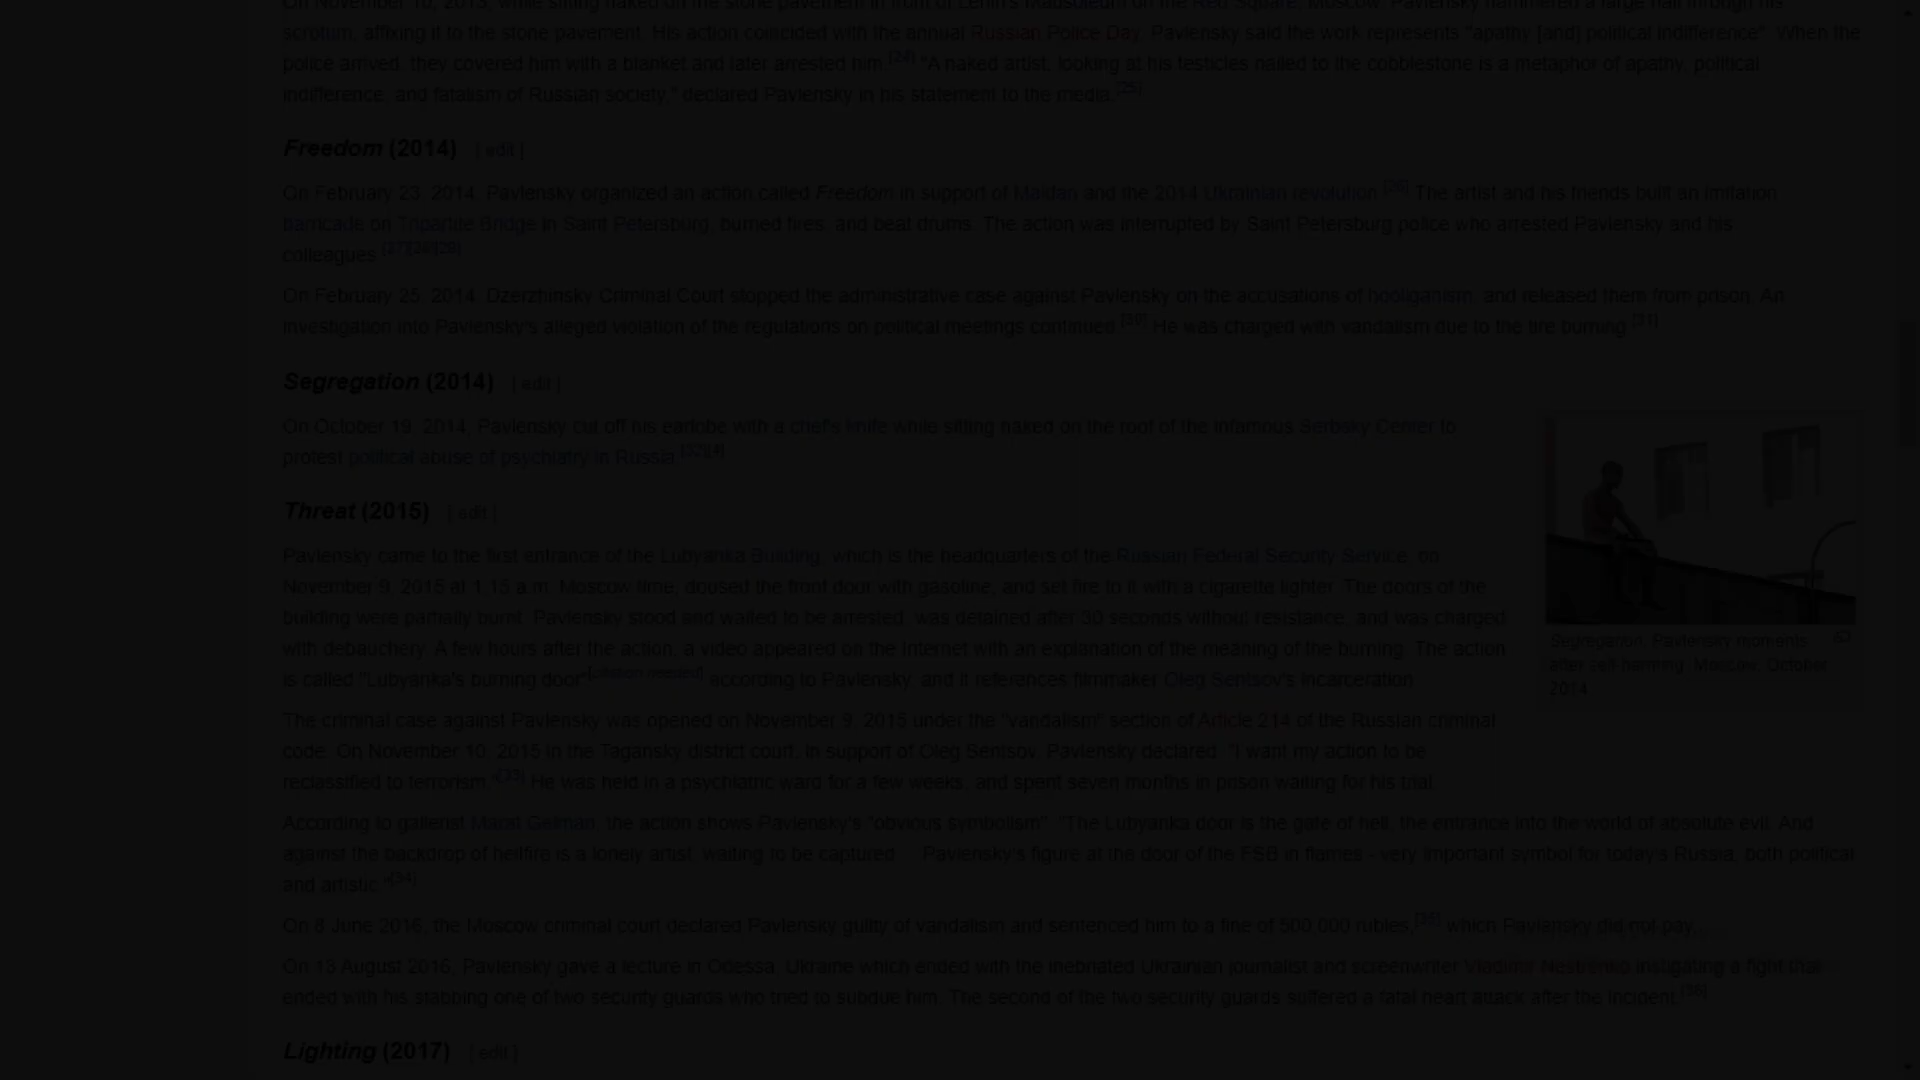 On November 10, 2013, while sitting naked on the stone pavement in front of Lenin's Mausoleum on the Red Square, Moscow, Pavlensky hammered a large nail through his
scrotum, affixing it to the stone pavement. His action coincided with the annual Russian Police Day. Pavlensky said the work represents "apathy [and] political indifference". When the
police arrived, they covered him with a blanket and later arrested him.[24] "A naked artist, looking at his testicles nailed to the cobblestone is a metaphor of apathy, political
indifference, and fatalism of Russian society," declared Pavlensky in his statement to the media.[25]
Freedom (2014) [ edit ]
On February 23, 2014, Pavlensky organized an action called Freedom in support of Maidan and the 2014 Ukrainian revolution.[26] The artist and his friends built an imitation
barricade on Tripartite Bridge in Saint Petersburg, burned tires, and beat drums. The action was interrupted by Saint Petersburg police who arrested Pavlensky and his
colleagues.[27][28][29]
On February 25, 2014, Dzerzhinsky Criminal Court stopped the administrative case against Pavlensky on the accusations of hooliganism, and released them from prison. An
investigation into Pavlensky's alleged violation of the regulations on political meetings continued.[30] He was charged with vandalism due to the tire burning.[31]
Segregation (2014) [ edit ]
On October 19, 2014, Pavlensky cut off his earlobe with a chef's knife while sitting naked on the roof of the infamous Serbsky Center to
protest political abuse of psychiatry in Russia.[32][4]
Threat (2015) [ edit ]
Pavlensky came to the first entrance of the Lubyanka Building, which is the headquarters of the Russian Federal Security Service, on
November 9, 2015 at 1:15 a.m. Moscow time, doused the front door with gasoline, and set fire to it with a cigarette lighter. The doors of the
building were partially burnt. Pavlensky stood and waited to be arrested, was detained after 30 seconds without resistance, and was charged
with debauchery. A few hours after the action, a video appeared on the Internet with an explanation of the meaning of the burning. The action
is called "Lubyanka's burning door"[citation needed] according to Pavlensky, and it references filmmaker Oleg Sentsov's incarceration.
Segregation. Pavlensky moments
after self-harming, Moscow, October
2014
The criminal case against Pavlensky was opened on November 9, 2015 under the "vandalism" section of Article 214 of the Russian criminal
code. On November 10, 2015 in the Tagansky district court, in support of Oleg Sentsov, Pavlensky declared: "I want my action to be
reclassified to terrorism."[33] He was held in a psychiatric ward for a few weeks, and spent seven months in prison waiting for his trial.
According to gallerist Marat Gelman, the action shows Pavlensky's "obvious symbolism". "The Lubyanka door is the gate of hell, the entrance into the world of absolute evil. And
against the backdrop of hellfire is a lonely artist, waiting to be captured ... Pavlensky's figure at the door of the FSB in flames - very important symbol for today's Russia, both political
and artistic."[34]
On 8 June 2016, the Moscow criminal court declared Pavlensky guilty of vandalism and sentenced him to a fine of 500,000 rubles,[35] which Pavlensky did not pay.
On 13 August 2016, Pavlensky gave a lecture in Odessa, Ukraine which ended with the inebriated Ukrainian journalist and screenwriter Vladimir Nestrenko instigating a fight that
ended with his stabbing one of two security guards who tried to subdue him. The second of the two security guards suffered a fatal heart attack after the incident.[36]
Lighting (2017) [ edit ]